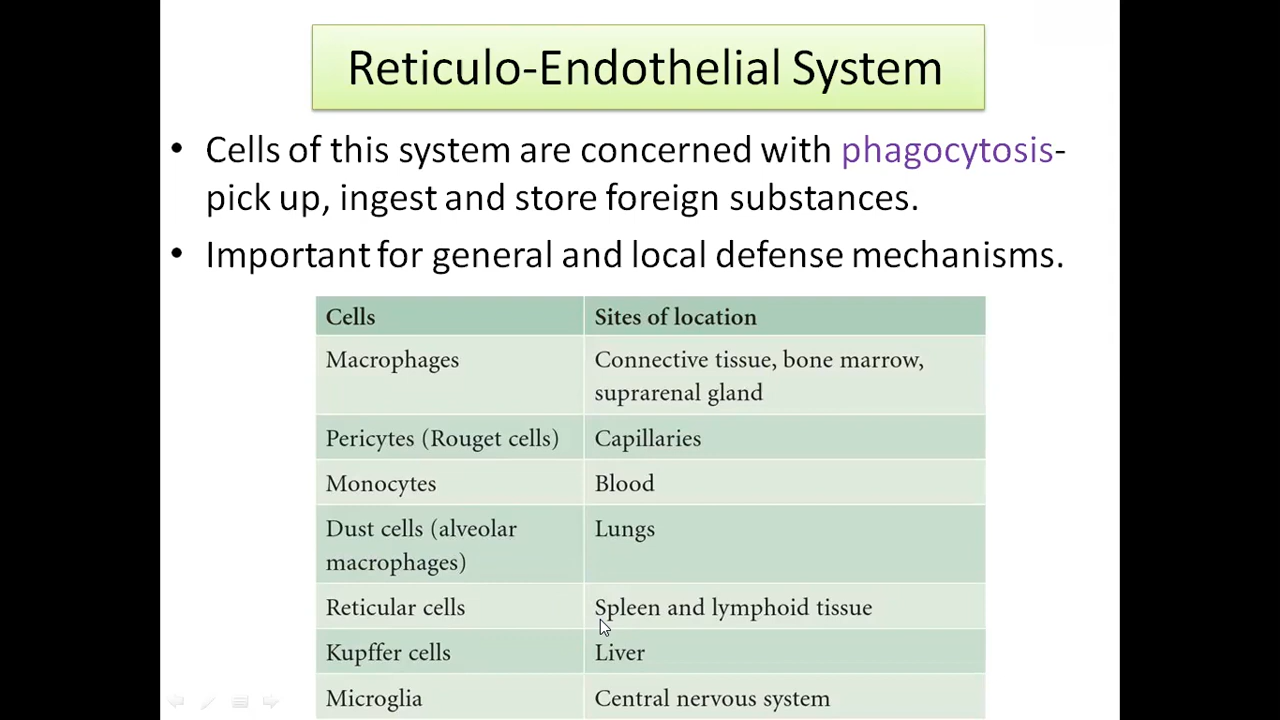 Reticulo-Endothelial System
• Cells of this system are concerned with phagocytosis-
pick up, ingest and store foreign substances.
• Important for general and local defense mechanisms.
Cells Sites of location
Macrophages Connective tissue, bone marrow,
suprarenal gland
Pericytes (Rouget cells) Capillaries
Monocytes Blood
Dust cells (alveolar Lungs
macrophages)
Reticular cells Spleen and lymphoid tissue
Kupffer cells Liver
Microglia Central nervous system